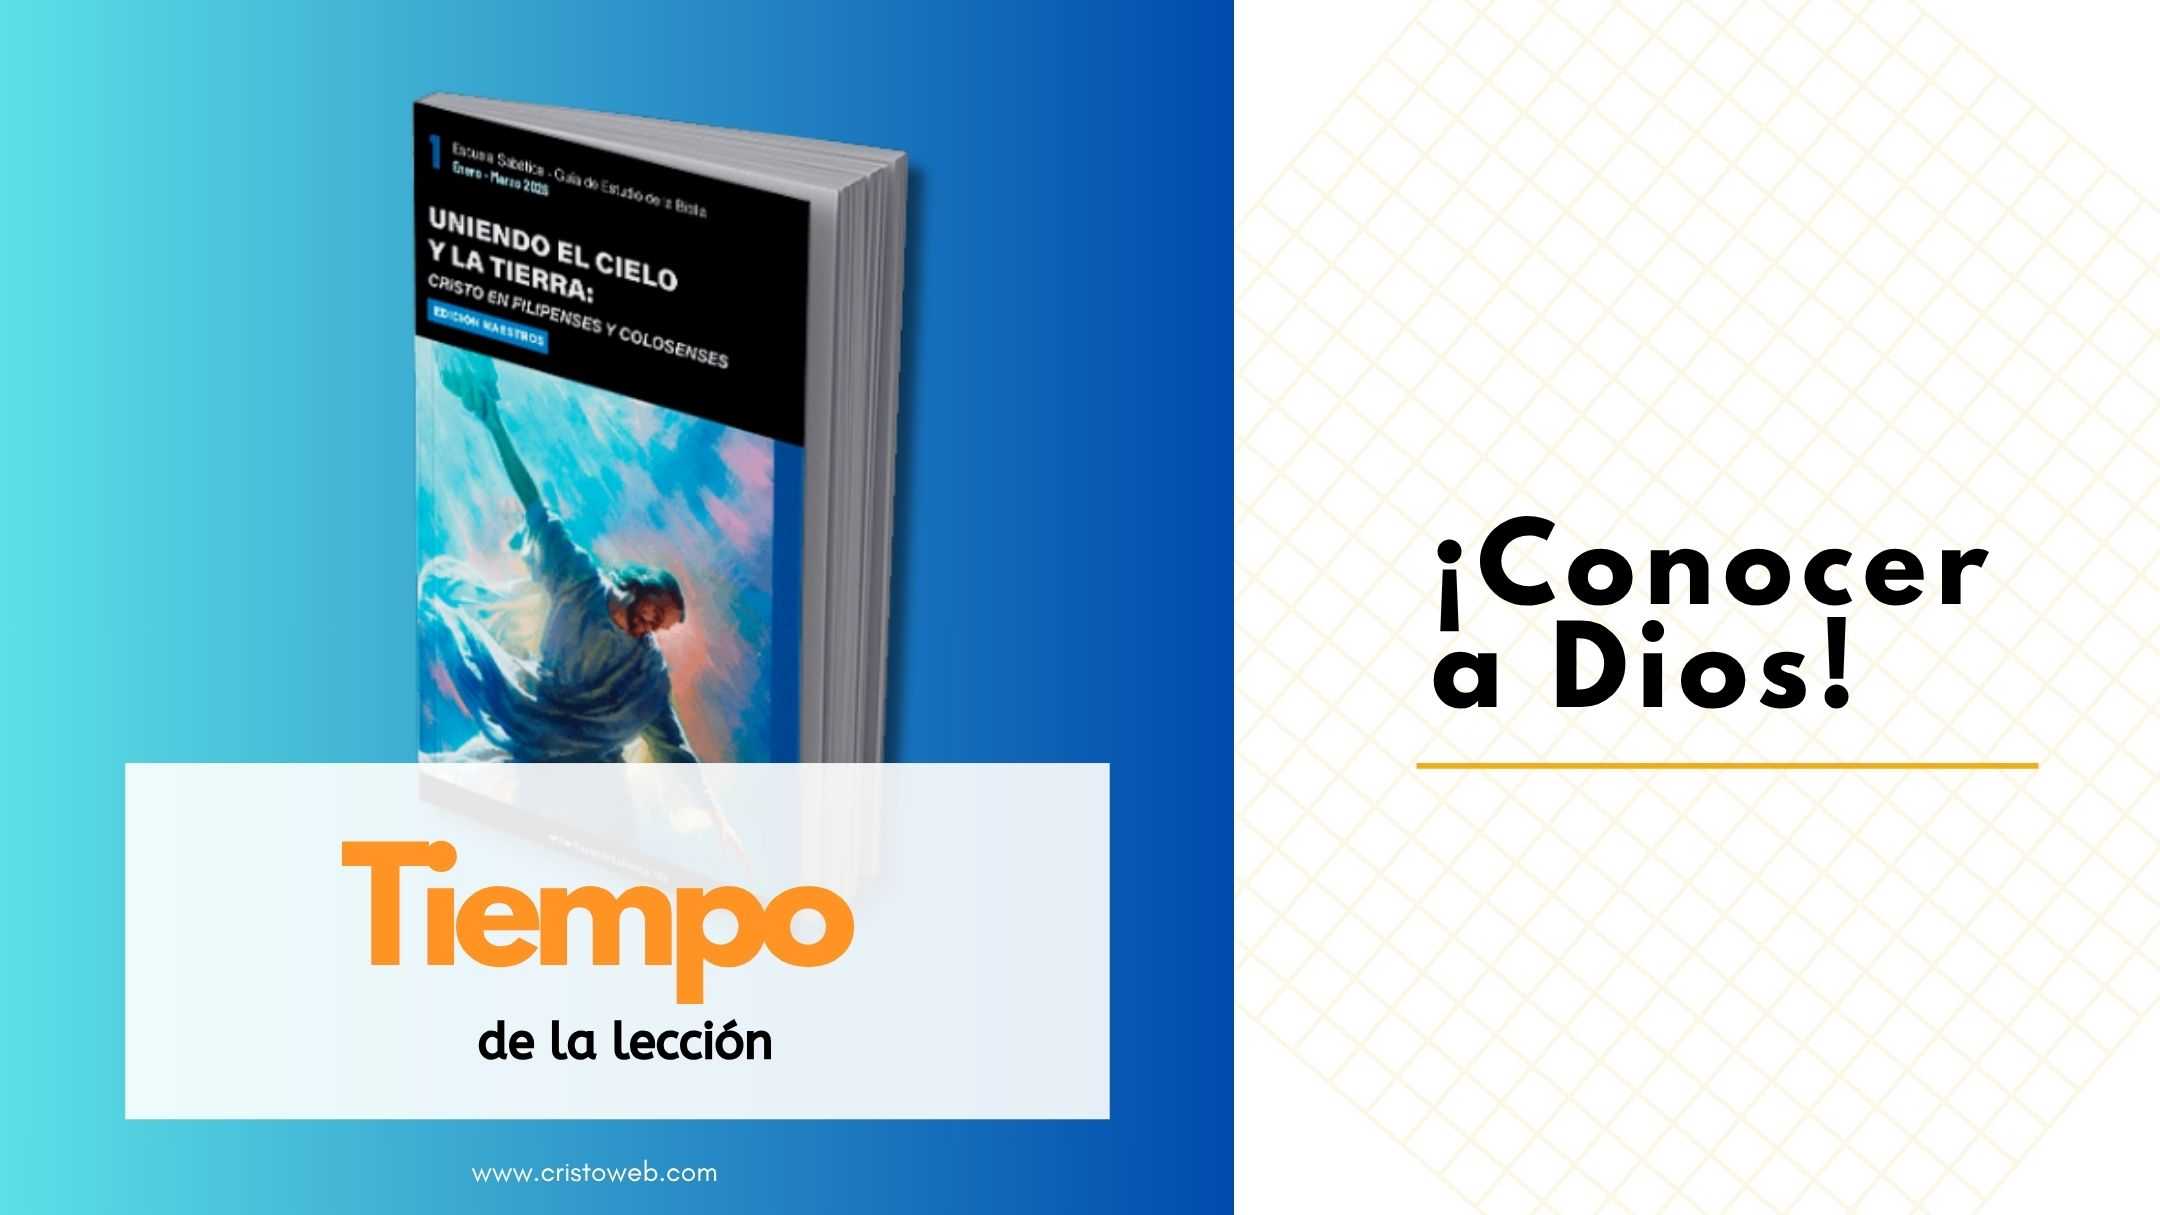 1
Escuela Sabática - Guía de Estudio de la Biblia
Enero - Marzo 2026
UNIENDO EL CIELO
Y LA TIERRA:
CRISTO EN FILIPENSES Y COLOSENSES
EDICIÓN MAESTROS
Tiempo
de la lección
www.cristoweb.com
¡Conocer
a Dios!